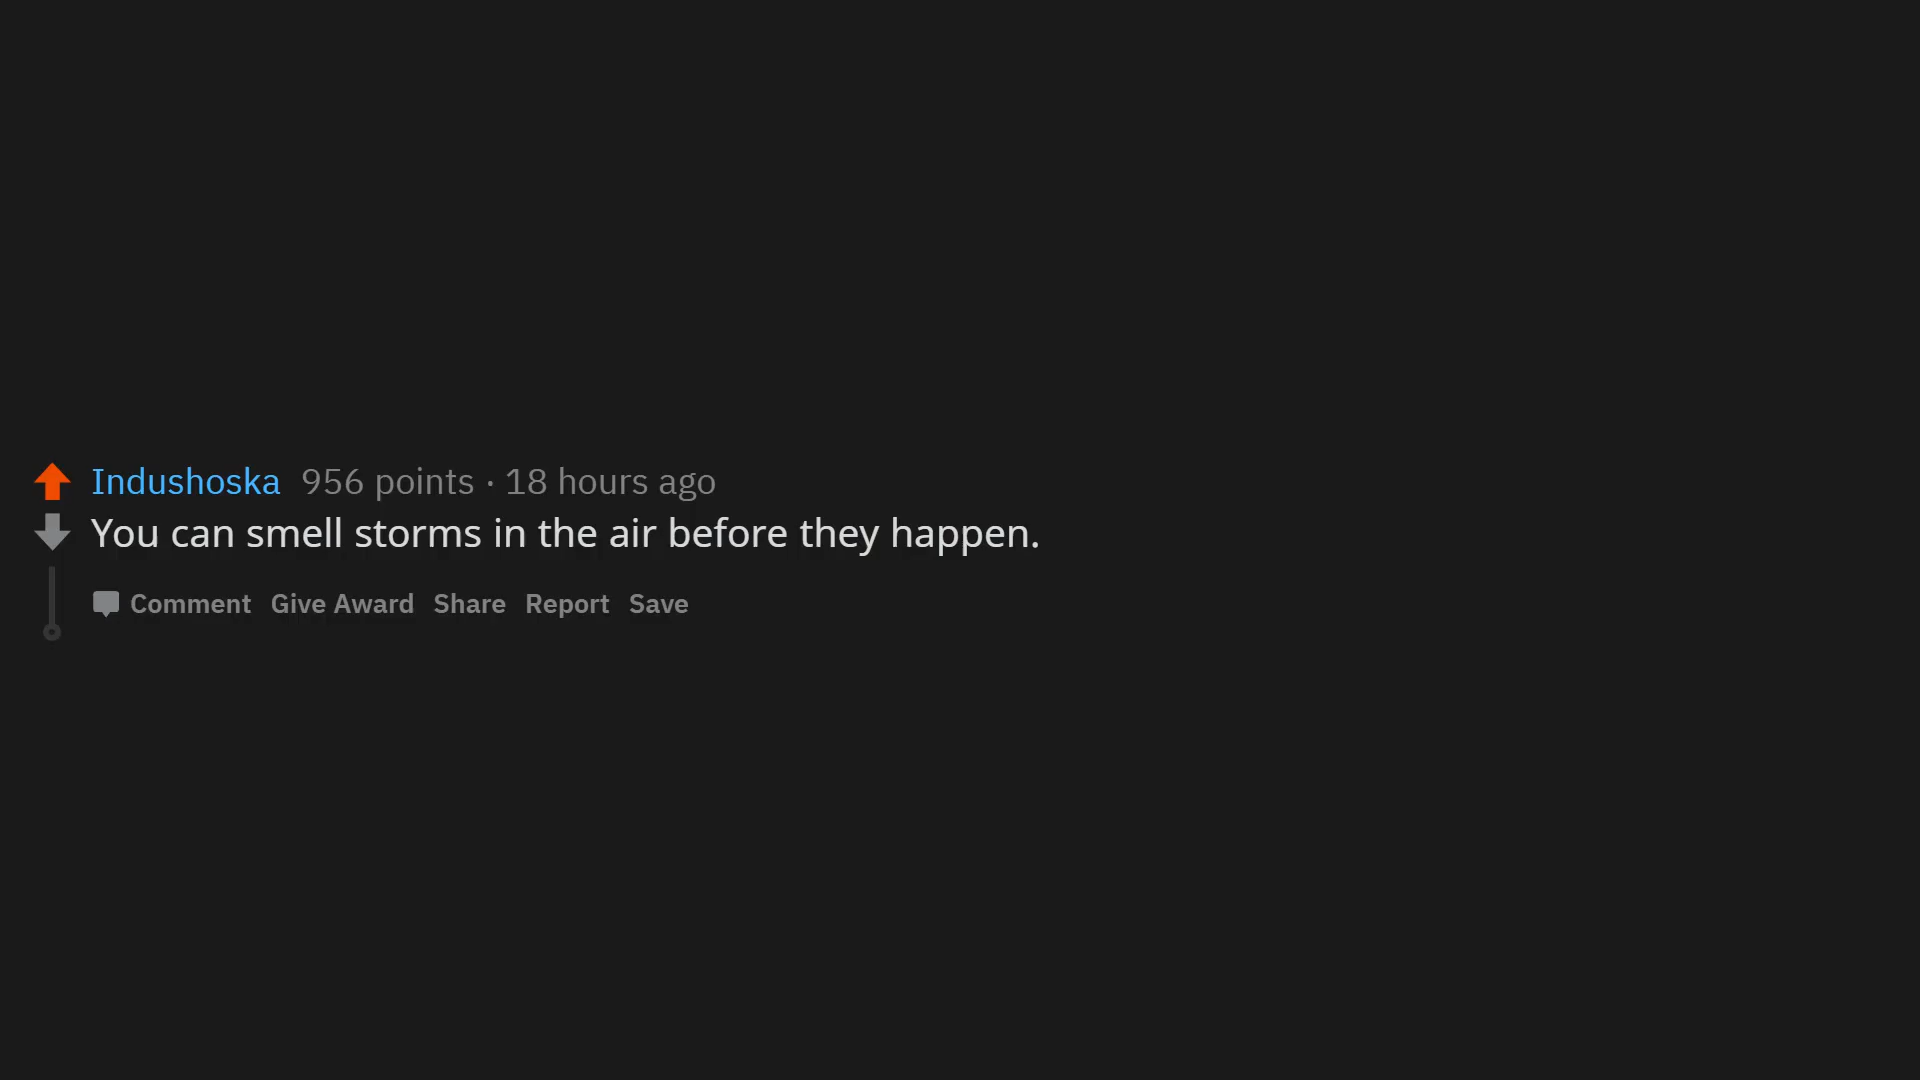 Indushoska 956 points · 18 hours ago
You can smell storms in the air before they happen.
Comment Give Award Share Report Save